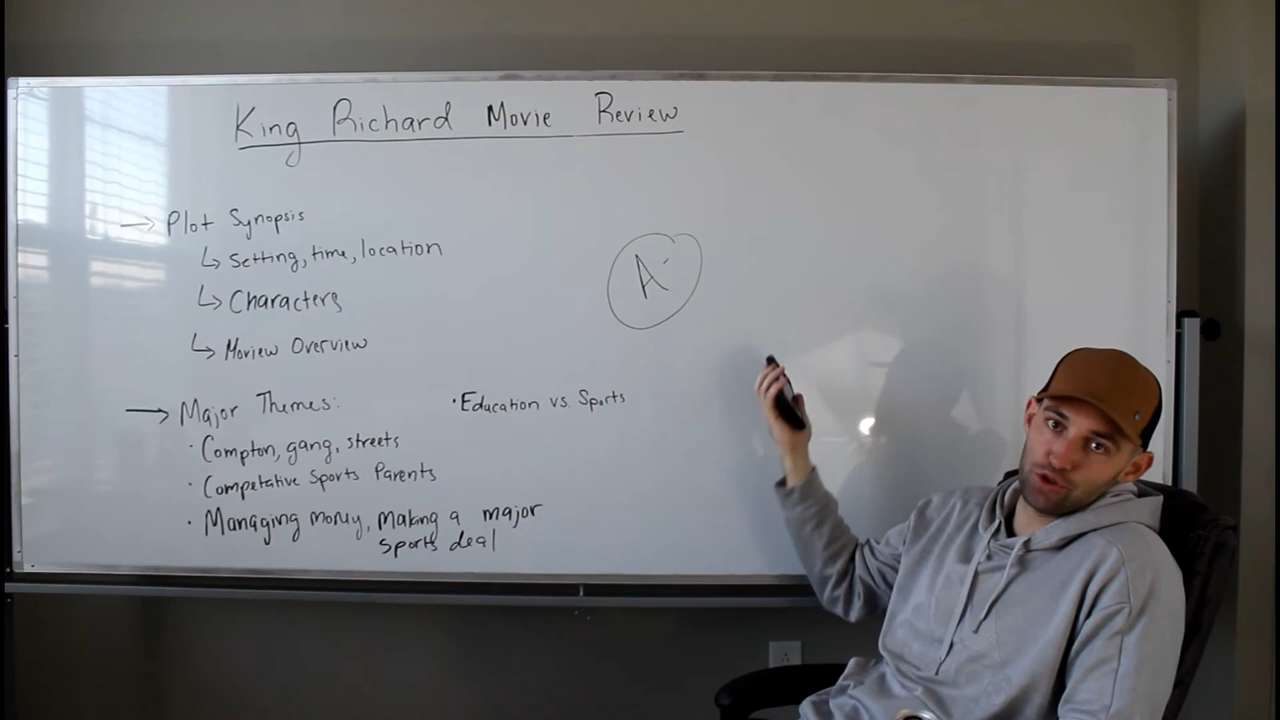 King Richard Movie Review
→ Plot Synopsis
↳ Setting, time, location
↳ Characters
↳ Moview Overview
A-
→ Major Themes:
• Compton, gang, streets
• Competative Sports Parents
• Managing money, making a major
sports deal
• Education vs. Sports